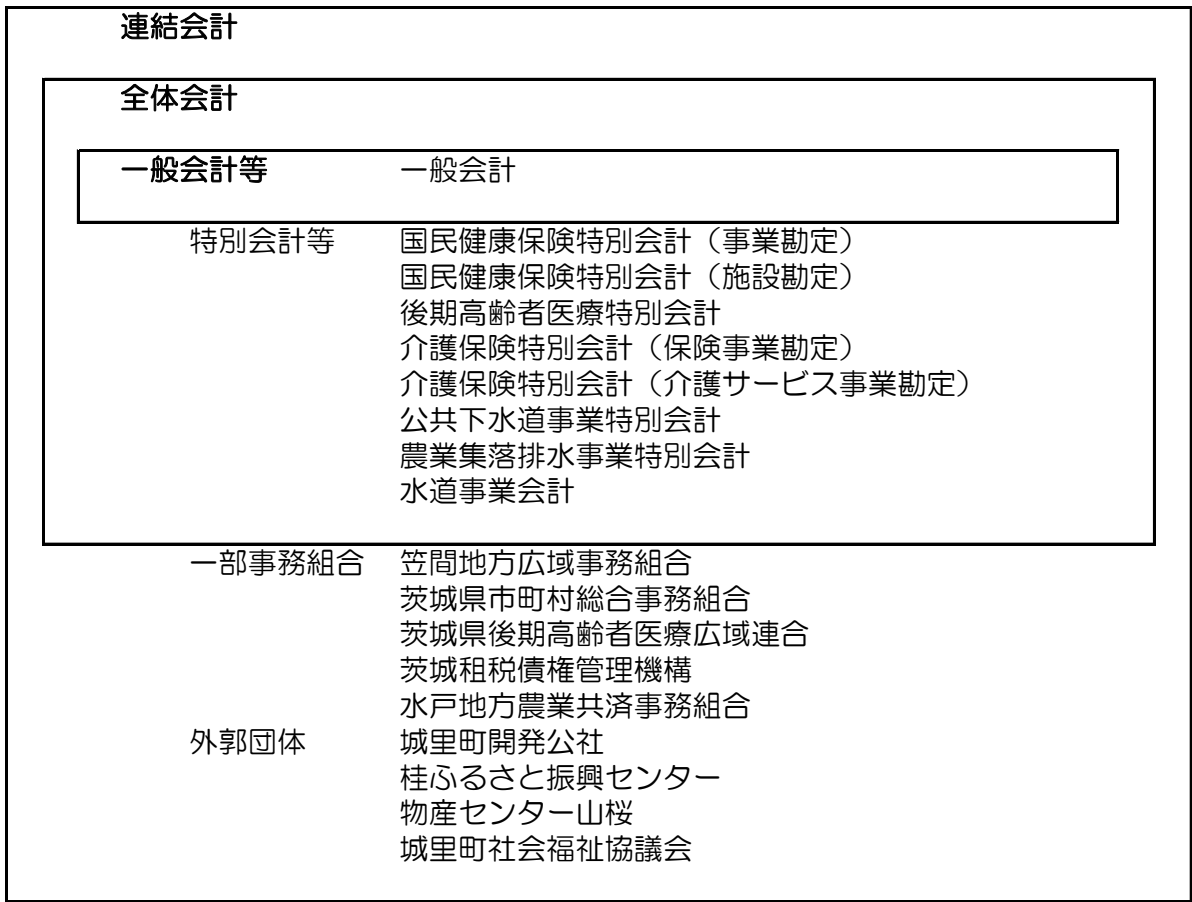 連結会計
全体会計
一般会計等 一般会計
特別会計等 国民健康保険特別会計（事業勘定）
国民健康保険特別会計（施設勘定）
後期高齢者医療特別会計
介護保険特別会計（保険事業勘定）
介護保険特別会計（介護サービス事業勘定）
公共下水道事業特別会計
農業集落排水事業特別会計
水道事業会計
一部事務組合 笠間地方広域事務組合
茨城県市町村総合事務組合
茨城県後期高齢者医療広域連合
茨城租税債権管理機構
水戸地方農業共済事務組合
外郭団体 城里町開発公社
桂ふるさと振興センター
物産センター山桜
城里町社会福祉協議会